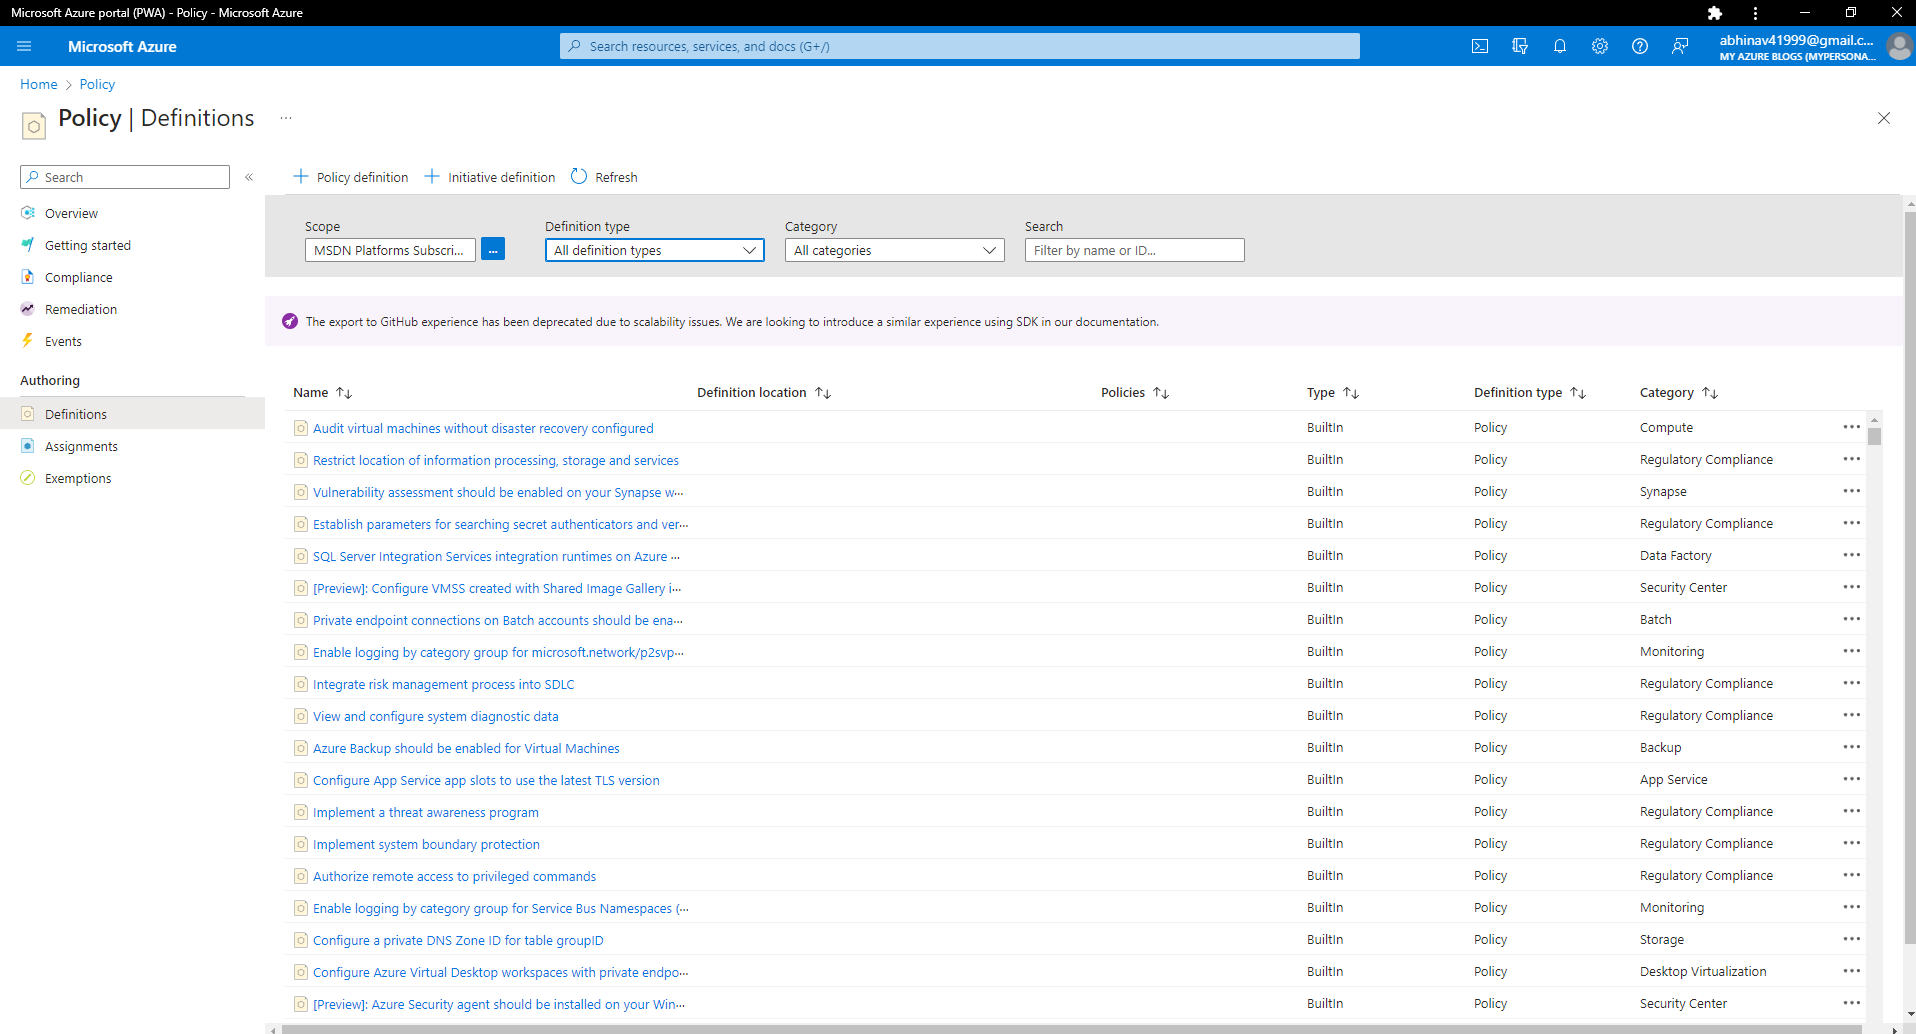 Microsoft Azure portal (PWA) - Policy - Microsoft Azure
Microsoft Azure
Search resources, services, and docs (G+/)
abhinav41999@gmail.c...
MY AZURE BLOGS (MYPERSONA...
Home > Policy
Policy | Definitions ...
Search «
Overview
Getting started
Compliance
Remediation
Events
Authoring
Definitions
Assignments
Exemptions
+ Policy definition + Initiative definition Refresh
Scope Definition type Category Search
MSDN Platforms Subscri... ... All definition types All categories Filter by name or ID...
The export to GitHub experience has been deprecated due to scalability issues. We are looking to introduce a similar experience using SDK in our documentation.
Name ↑↓ Definition location ↑↓ Policies ↑↓ Type ↑↓ Definition type ↑↓ Category ↑↓
Audit virtual machines without disaster recovery configured BuiltIn Policy Compute ...
Restrict location of information processing, storage and services BuiltIn Policy Regulatory Compliance ...
Vulnerability assessment should be enabled on your Synapse w... BuiltIn Policy Synapse ...
Establish parameters for searching secret authenticators and ver... BuiltIn Policy Regulatory Compliance ...
SQL Server Integration Services integration runtimes on Azure ... BuiltIn Policy Data Factory ...
[Preview]: Configure VMSS created with Shared Image Gallery i... BuiltIn Policy Security Center ...
Private endpoint connections on Batch accounts should be ena... BuiltIn Policy Batch ...
Enable logging by category group for microsoft.network/p2svp... BuiltIn Policy Monitoring ...
Integrate risk management process into SDLC BuiltIn Policy Regulatory Compliance ...
View and configure system diagnostic data BuiltIn Policy Regulatory Compliance ...
Azure Backup should be enabled for Virtual Machines BuiltIn Policy Backup ...
Configure App Service app slots to use the latest TLS version BuiltIn Policy App Service ...
Implement a threat awareness program BuiltIn Policy Regulatory Compliance ...
Implement system boundary protection BuiltIn Policy Regulatory Compliance ...
Authorize remote access to privileged commands BuiltIn Policy Regulatory Compliance ...
Enable logging by category group for Service Bus Namespaces (... BuiltIn Policy Monitoring ...
Configure a private DNS Zone ID for table groupID BuiltIn Policy Storage ...
Configure Azure Virtual Desktop workspaces with private endpo... BuiltIn Policy Desktop Virtualization ...
[Preview]: Azure Security agent should be installed on your Win... BuiltIn Policy Security Center ...